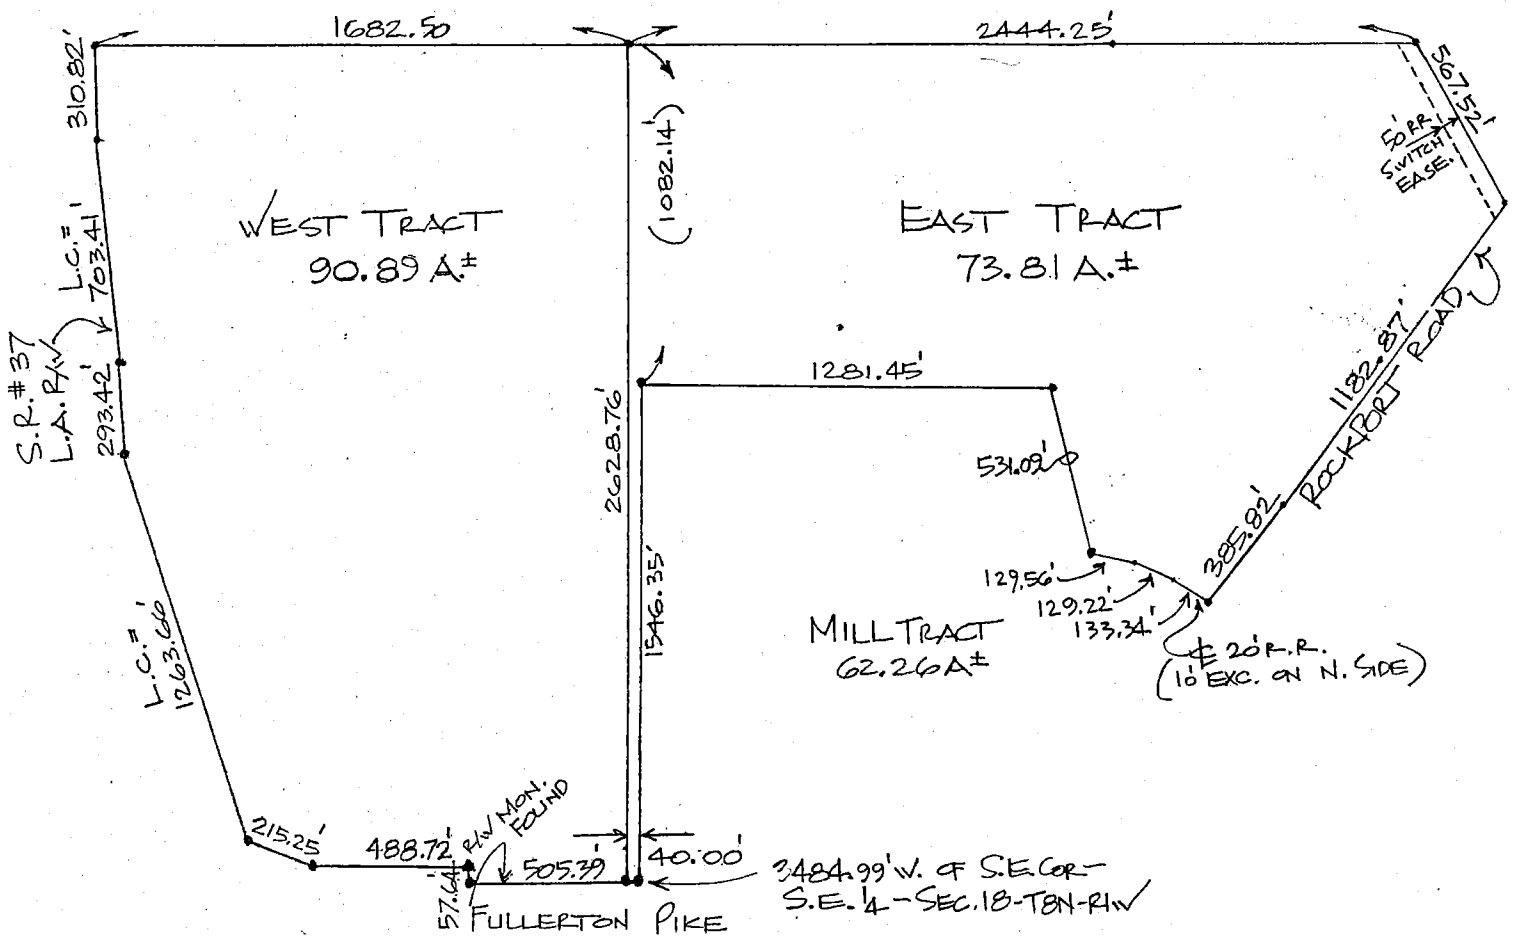 1682.50
2444.25'
310.82'
567.52'
50' RR
SWITCH
EASE.
(1082.14')
WEST TRACT
90.89 A.±
EAST TRACT
73.81 A.±
L.C.=
703.41'
S.R. #37
L.A. R/W
293.42'
1182.87'
ROCKPORT ROAD
1281.45'
2628.76'
531.09'
385.82'
129.56'
129.22'
133.34'
1546.35'
MILL TRACT
62.26 A±
℄ 20' R.R.
(10' EXC. ON N. SIDE)
L.C.=
1263.66'
215.25'
488.72'
R/W MON.
FOUND
57.64'
505.39'
40.00'
3484.99' W. OF S.E. COR-
S.E. 1/4-SEC. 18-T8N-R1W
FULLERTON PIKE